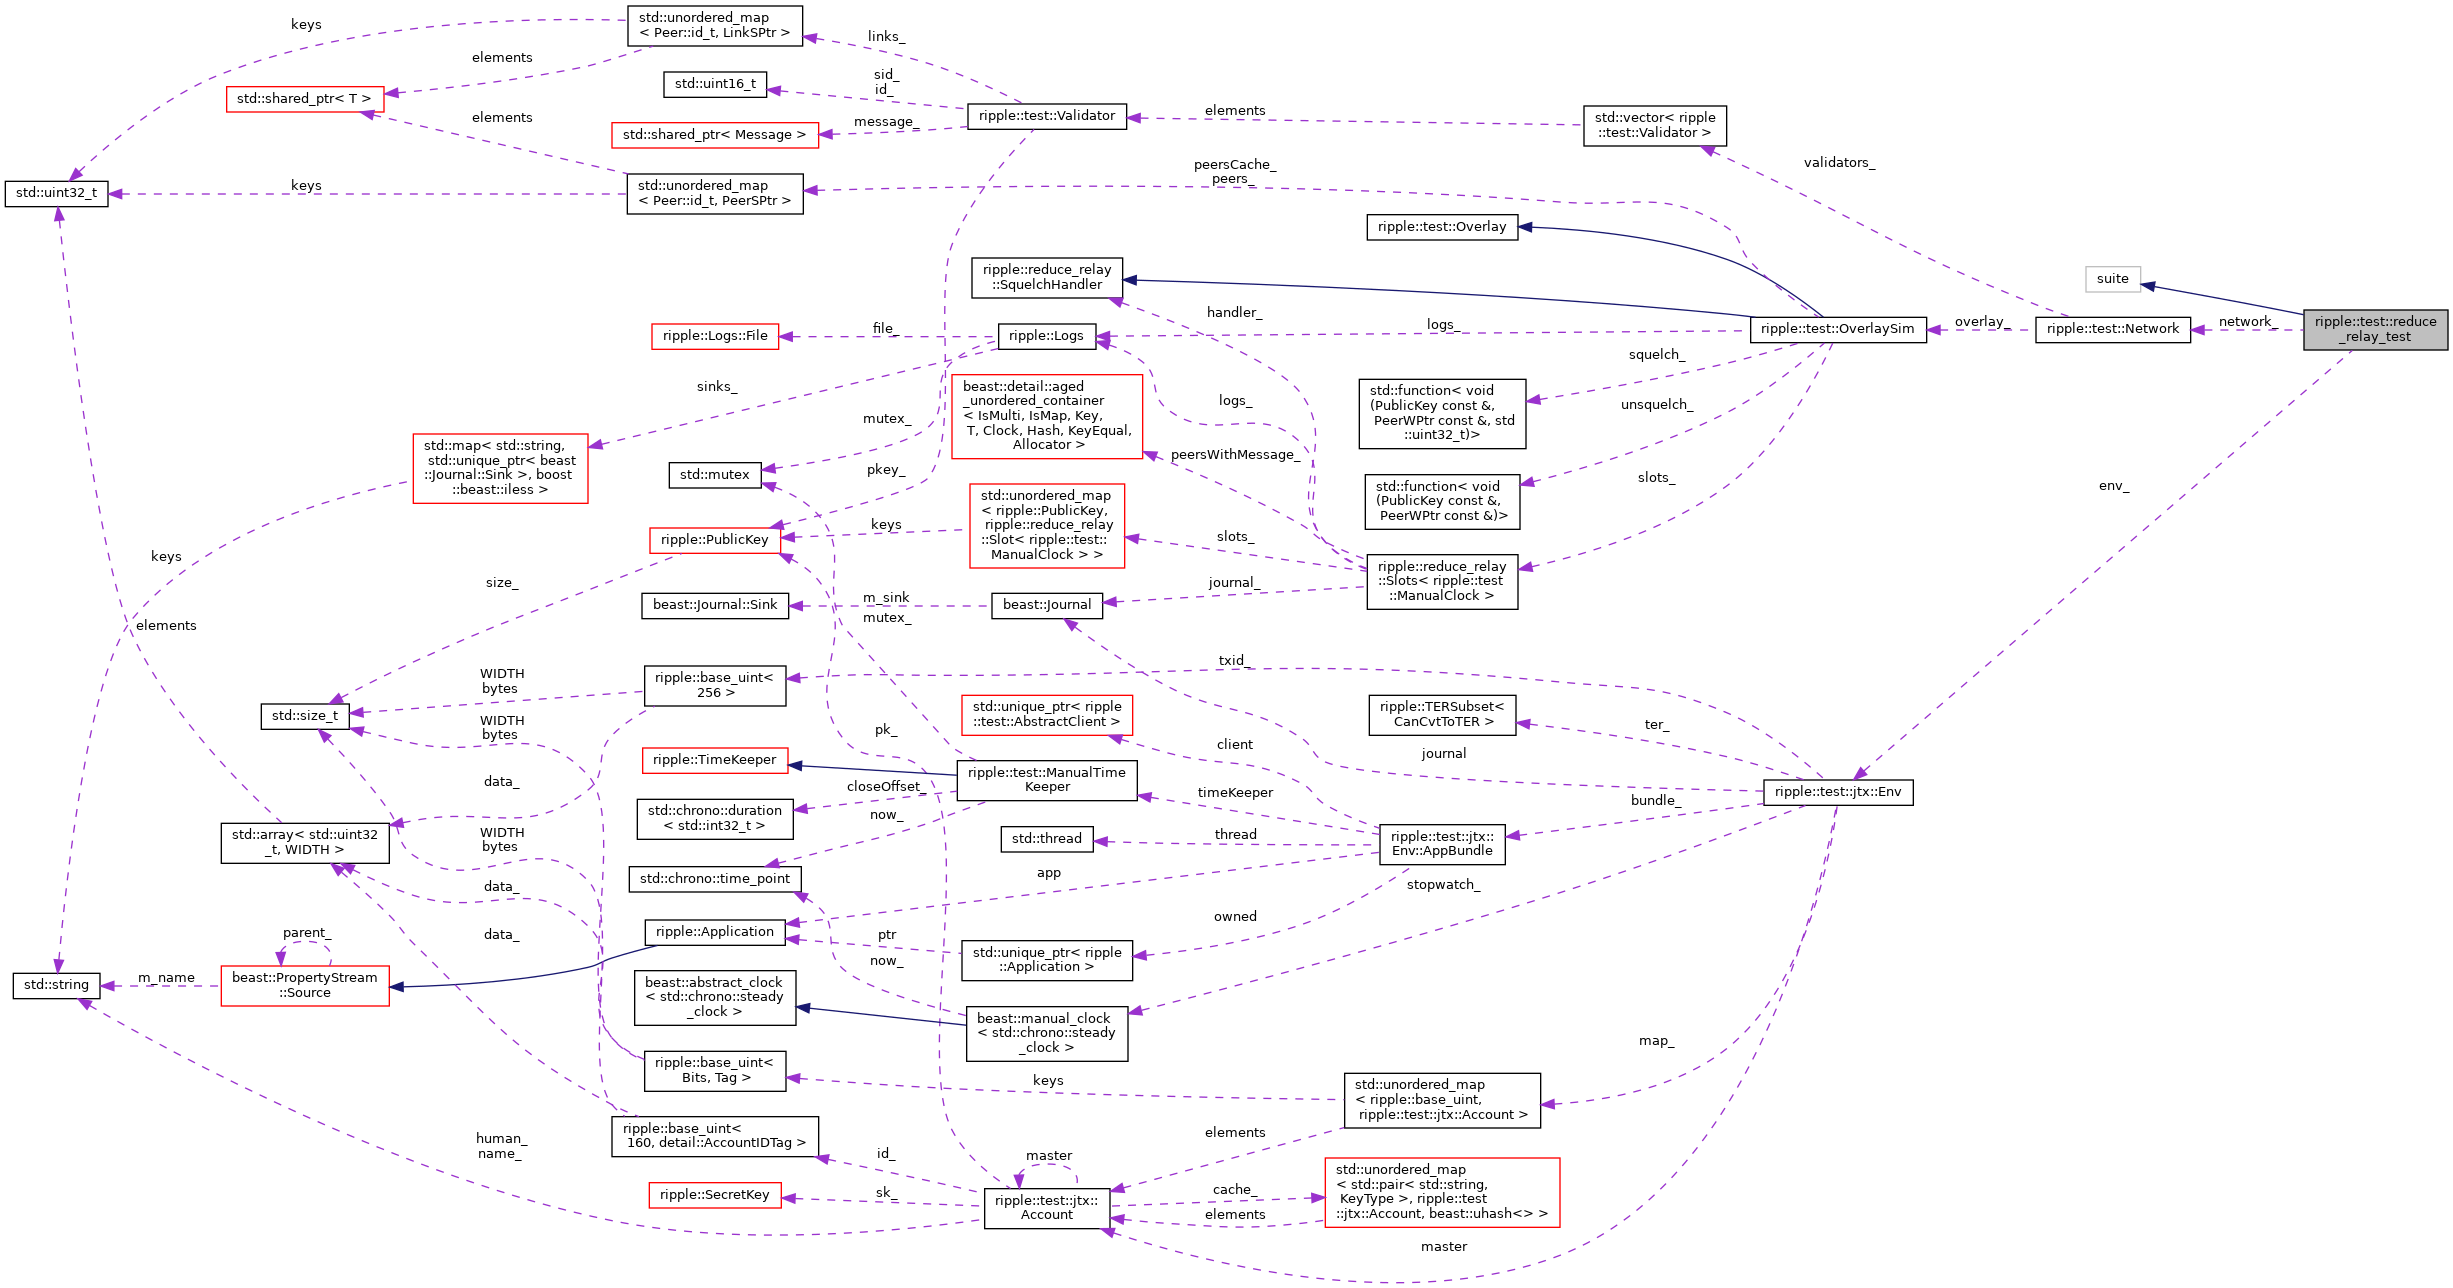 std::unordered_map
< Peer::id_t, LinkSPtr >
keys
links_
elements
sid_
id_
std::uint16_t
std::shared_ptr< T >
elements
message_
std::shared_ptr< Message >
ripple::test::Validator
elements
std::vector< ripple
::test::Validator >
validators_
peersCache_
peers_
std::uint32_t
keys
std::unordered_map
< Peer::id_t, PeerSPtr >
ripple::test::Overlay
ripple::reduce_relay
::SquelchHandler
suite
handler_
ripple::Logs::File
file_
ripple::Logs
logs_
ripple::test::OverlaySim
overlay_
ripple::test::Network
network_
ripple::test::reduce
_relay_test
squelch_
sinks_
beast::detail::aged
_unordered_container
< IsMulti, IsMap, Key,
T, Clock, Hash, KeyEqual,
Allocator >
logs_
std::function< void
(PublicKey const &,
PeerWPtr const &, std
::uint32_t)>
unsquelch_
mutex_
std::map< std::string,
std::unique_ptr< beast
::Journal::Sink >, boost
::beast::iless >
peersWithMessage_
std::mutex
pkey_
slots_
env_
std::function< void
(PublicKey const &,
PeerWPtr const &)>
std::unordered_map
< ripple::PublicKey,
ripple::reduce_relay
::Slot< ripple::test::
ManualClock > >
keys
ripple::PublicKey
slots_
keys
ripple::reduce_relay
::Slots< ripple::test
::ManualClock >
size_
journal_
beast::Journal::Sink
m_sink
beast::Journal
mutex_
elements
txid_
WIDTH
bytes
ripple::base_uint<
256 >
std::size_t
WIDTH
bytes
std::unique_ptr< ripple
::test::AbstractClient >
ripple::TERSubset<
CanCvtToTER >
ter_
pk_
client
journal
ripple::TimeKeeper
ripple::test::ManualTime
Keeper
data_
closeOffset_
timeKeeper
ripple::test::jtx::Env
bundle_
std::chrono::duration
< std::int32_t >
now_
std::array< std::uint32
_t, WIDTH >
WIDTH
bytes
std::thread
thread
ripple::test::jtx::
Env::AppBundle
std::chrono::time_point
app
stopwatch_
data_
owned
ripple::Application
ptr
data_
parent_
std::unique_ptr< ripple
::Application >
now_
std::string
m_name
beast::PropertyStream
::Source
beast::abstract_clock
< std::chrono::steady
_clock >
beast::manual_clock
< std::chrono::steady
_clock >
map_
ripple::base_uint<
Bits, Tag >
keys
std::unordered_map
< ripple::base_uint,
ripple::test::jtx::Account >
ripple::base_uint<
160, detail::AccountIDTag >
elements
human_
name_
id_
master
std::unordered_map
< std::pair< std::string,
KeyType >, ripple::test
::jtx::Account, beast::uhash<> >
ripple::SecretKey
sk_
ripple::test::jtx::
Account
cache_
elements
master